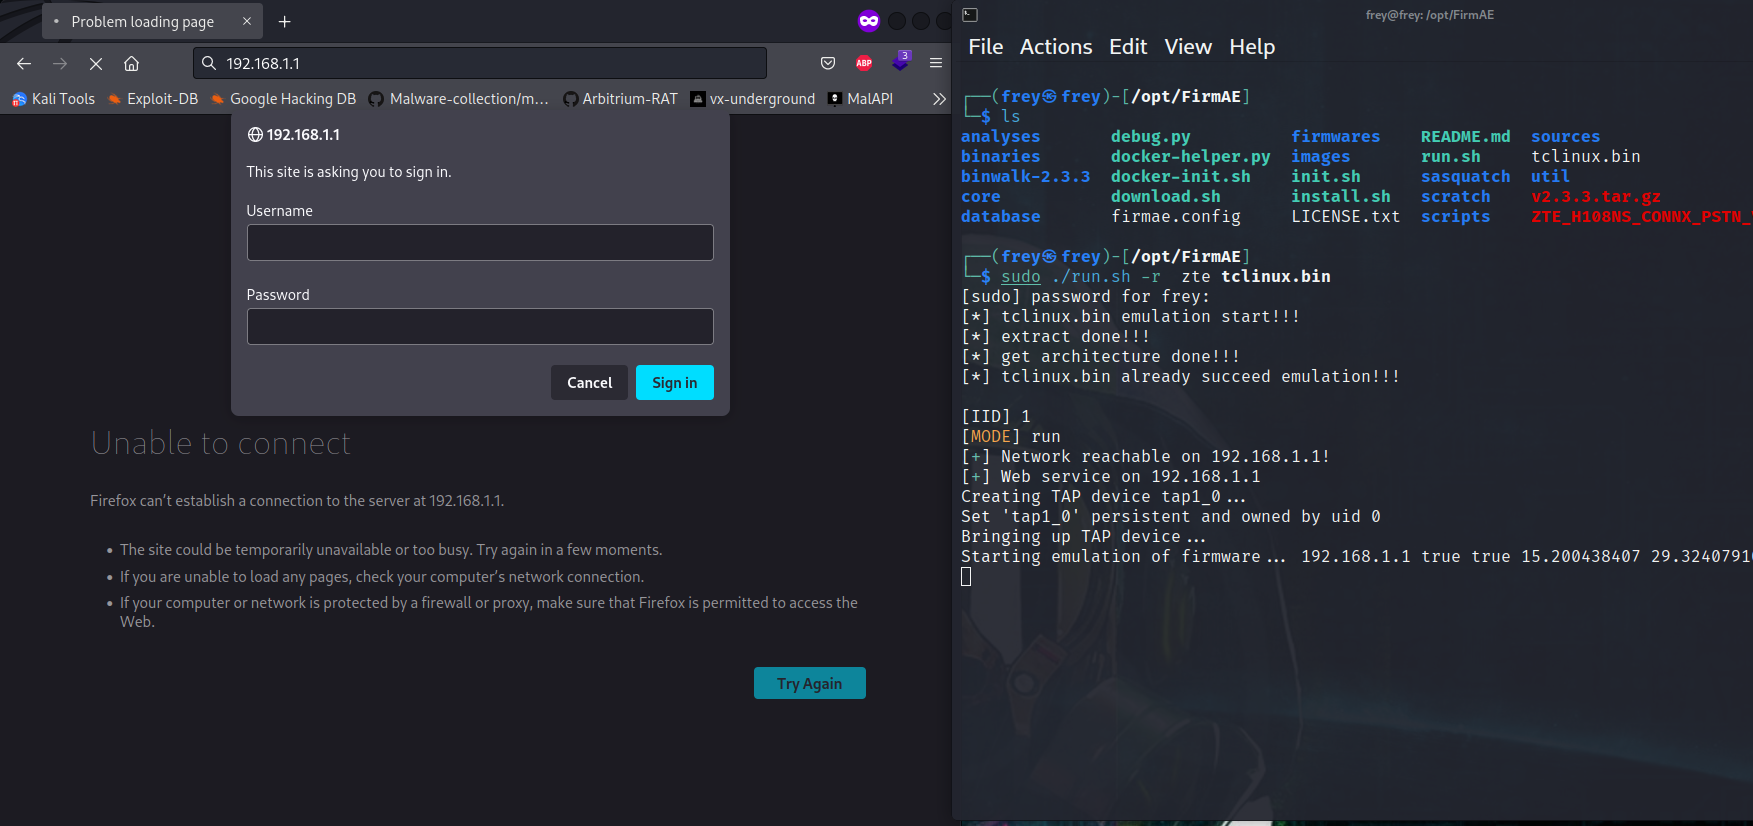 Problem loading page
192.168.1.1
ABP
3
Kali Tools Exploit-DB Google Hacking DB Malware-collection/m… Arbitrium-RAT vx-underground MalAPI
192.168.1.1
This site is asking you to sign in.
Username
Password
Cancel Sign in
Unable to connect
Firefox can’t establish a connection to the server at 192.168.1.1.
• The site could be temporarily unavailable or too busy. Try again in a few moments.
• If you are unable to load any pages, check your computer’s network connection.
• If your computer or network is protected by a firewall or proxy, make sure that Firefox is permitted to access the
Web.
Try Again
frey@frey: /opt/FirmAE
File Actions Edit View Help
┌──(frey㉿frey)-[/opt/FirmAE]
└─$ ls
analyses debug.py firmwares README.md sources
binaries docker-helper.py images run.sh tclinux.bin
binwalk-2.3.3 docker-init.sh init.sh sasquatch util
core download.sh install.sh scratch v2.3.3.tar.gz
database firmae.config LICENSE.txt scripts ZTE_H108NS_CONNX_PSTN_
┌──(frey㉿frey)-[/opt/FirmAE]
└─$ sudo ./run.sh -r zte tclinux.bin
[sudo] password for frey:
[*] tclinux.bin emulation start!!!
[*] extract done!!!
[*] get architecture done!!!
[*] tclinux.bin already succeed emulation!!!
[IID] 1
[MODE] run
[+] Network reachable on 192.168.1.1!
[+] Web service on 192.168.1.1
Creating TAP device tap1_0...
Set 'tap1_0' persistent and owned by uid 0
Bringing up TAP device...
Starting emulation of firmware... 192.168.1.1 true true 15.200438407 29.3240791